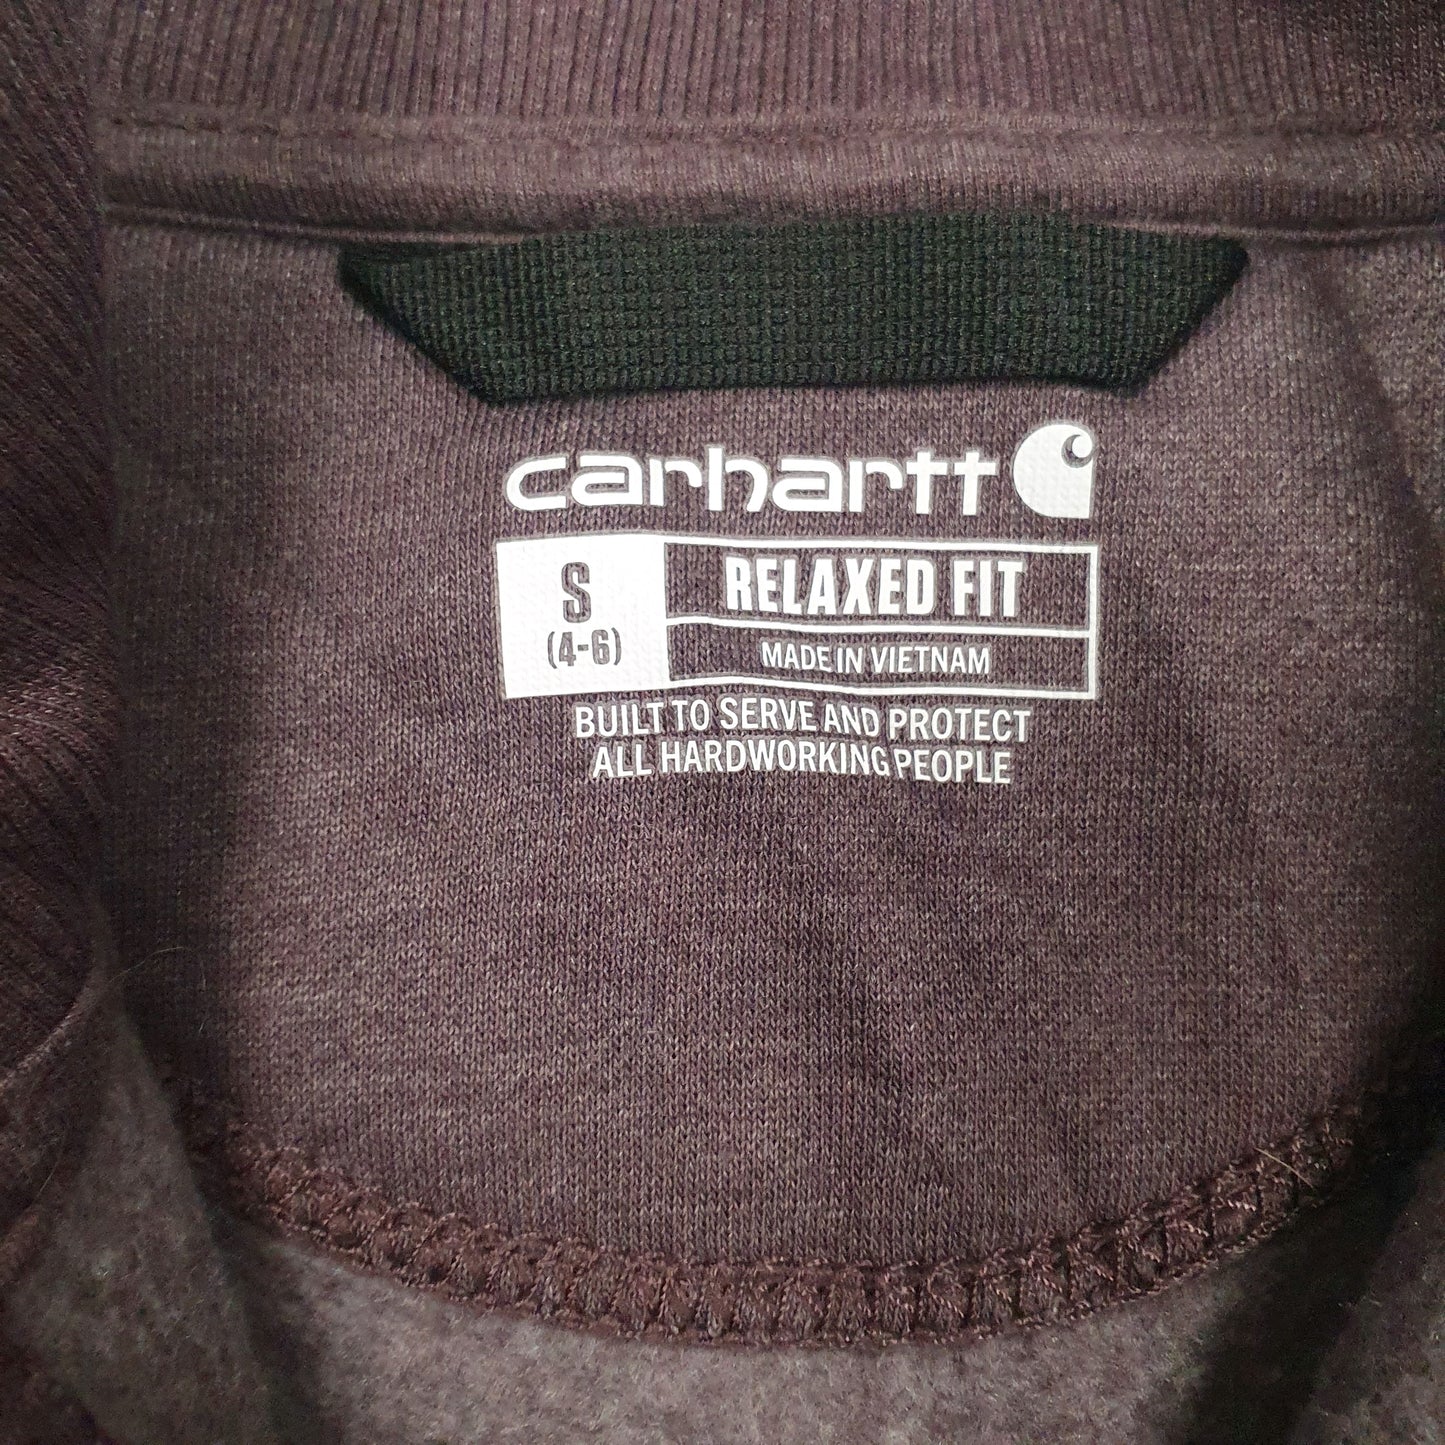 carhartt
S
(4-6)
RELAXED FIT
MADE IN VIETNAM
BUILT TO SERVE AND PROTECT
ALL HARDWORKING PEOPLE